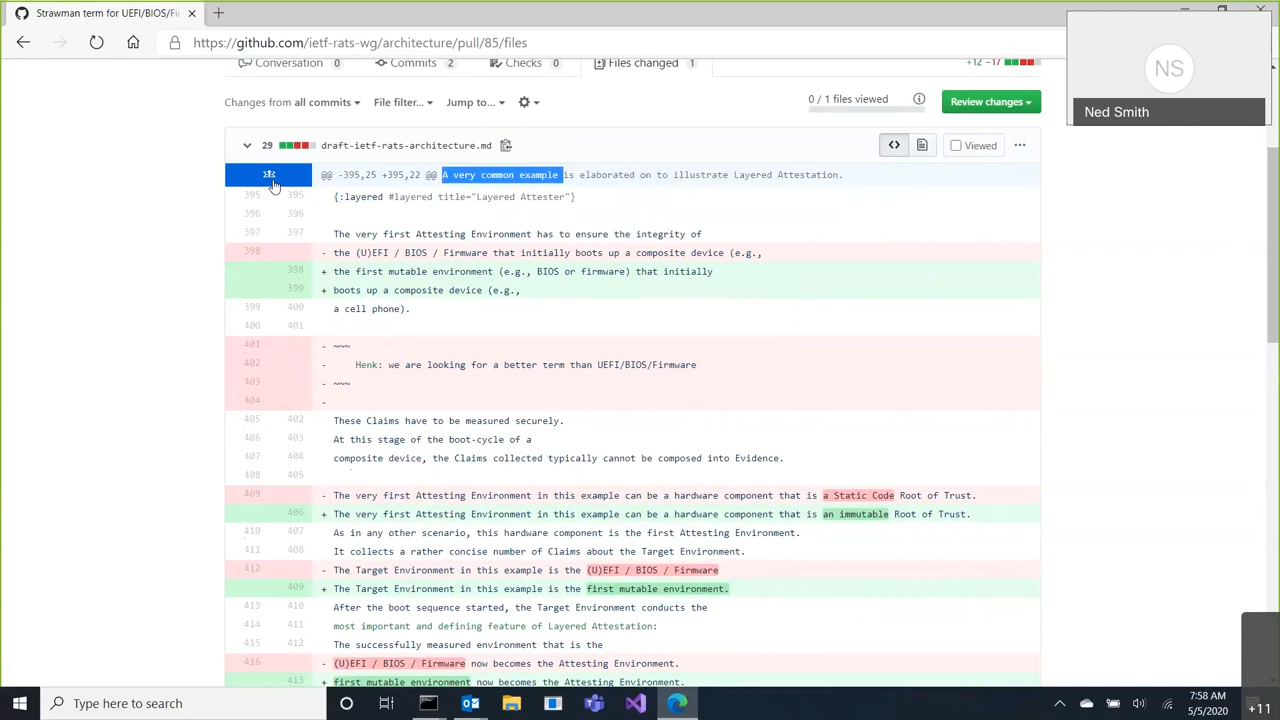 Strawman term for UEFI/BIOS/Fi
https://github.com/ietf-rats-wg/architecture/pull/85/files
NS
Ned Smith
Conversation 0
Commits 2
Checks 0
Files changed 1
+12 −17
Changes from all commits
File filter...
Jump to...
0 / 1 files viewed
Review changes
29 draft-ietf-rats-architecture.md
Viewed
@@ -395,25 +395,22 @@ A very common example is elaborated on to illustrate Layered Attestation.
395 395 {:layered #layered title="Layered Attester"}
396 396
397 397 The very first Attesting Environment has to ensure the integrity of
398 - the (U)EFI / BIOS / Firmware that initially boots up a composite device (e.g.,
398 + the first mutable environment (e.g., BIOS or firmware) that initially
399 + boots up a composite device (e.g.,
399 400 a cell phone).
400 401
401 - ~~~
402 - Henk: we are looking for a better term than UEFI/BIOS/Firmware
403 - ~~~
404 -
405 402 These Claims have to be measured securely.
406 403 At this stage of the boot-cycle of a
407 404 composite device, the Claims collected typically cannot be composed into Evidence.
408 405
409 - The very first Attesting Environment in this example can be a hardware component that is a Static Code Root of Trust.
406 + The very first Attesting Environment in this example can be a hardware component that is an immutable Root of Trust.
410 407 As in any other scenario, this hardware component is the first Attesting Environment.
411 408 It collects a rather concise number of Claims about the Target Environment.
412 - The Target Environment in this example is the (U)EFI / BIOS / Firmware
409 + The Target Environment in this example is the first mutable environment.
413 410 After the boot sequence started, the Target Environment conducts the
414 411 most important and defining feature of Layered Attestation:
415 412 The successfully measured environment that is the
416 - (U)EFI / BIOS / Firmware now becomes the Attesting Environment.
413 + first mutable environment now becomes the Attesting Environment.
Type here to search
7:58 AM
5/5/2020
+11